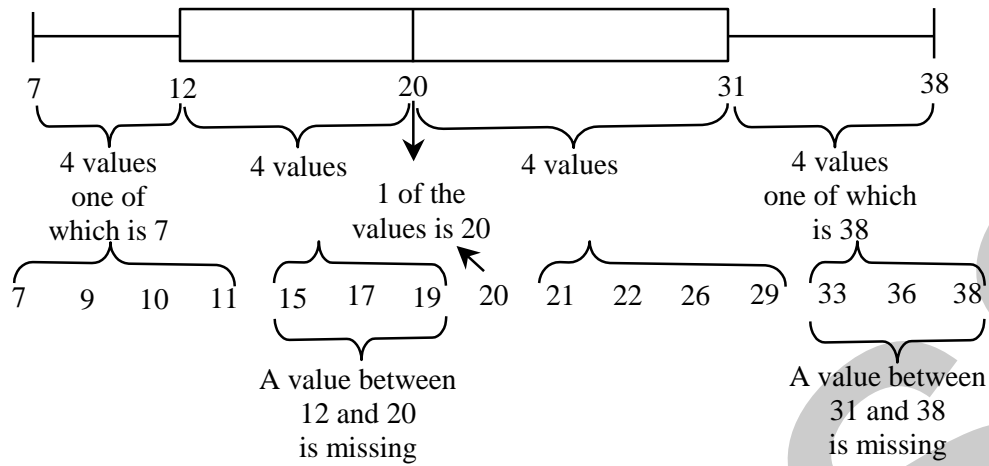 7 12 20 31 38
4 values
one of
which is 7
4 values
1 of the
values is 20
4 values
4 values
one of which
is 38
7 9 10 11 15 17 19 20 21 22 26 29 33 36 38
A value between
12 and 20
is missing
A value between
31 and 38
is missing